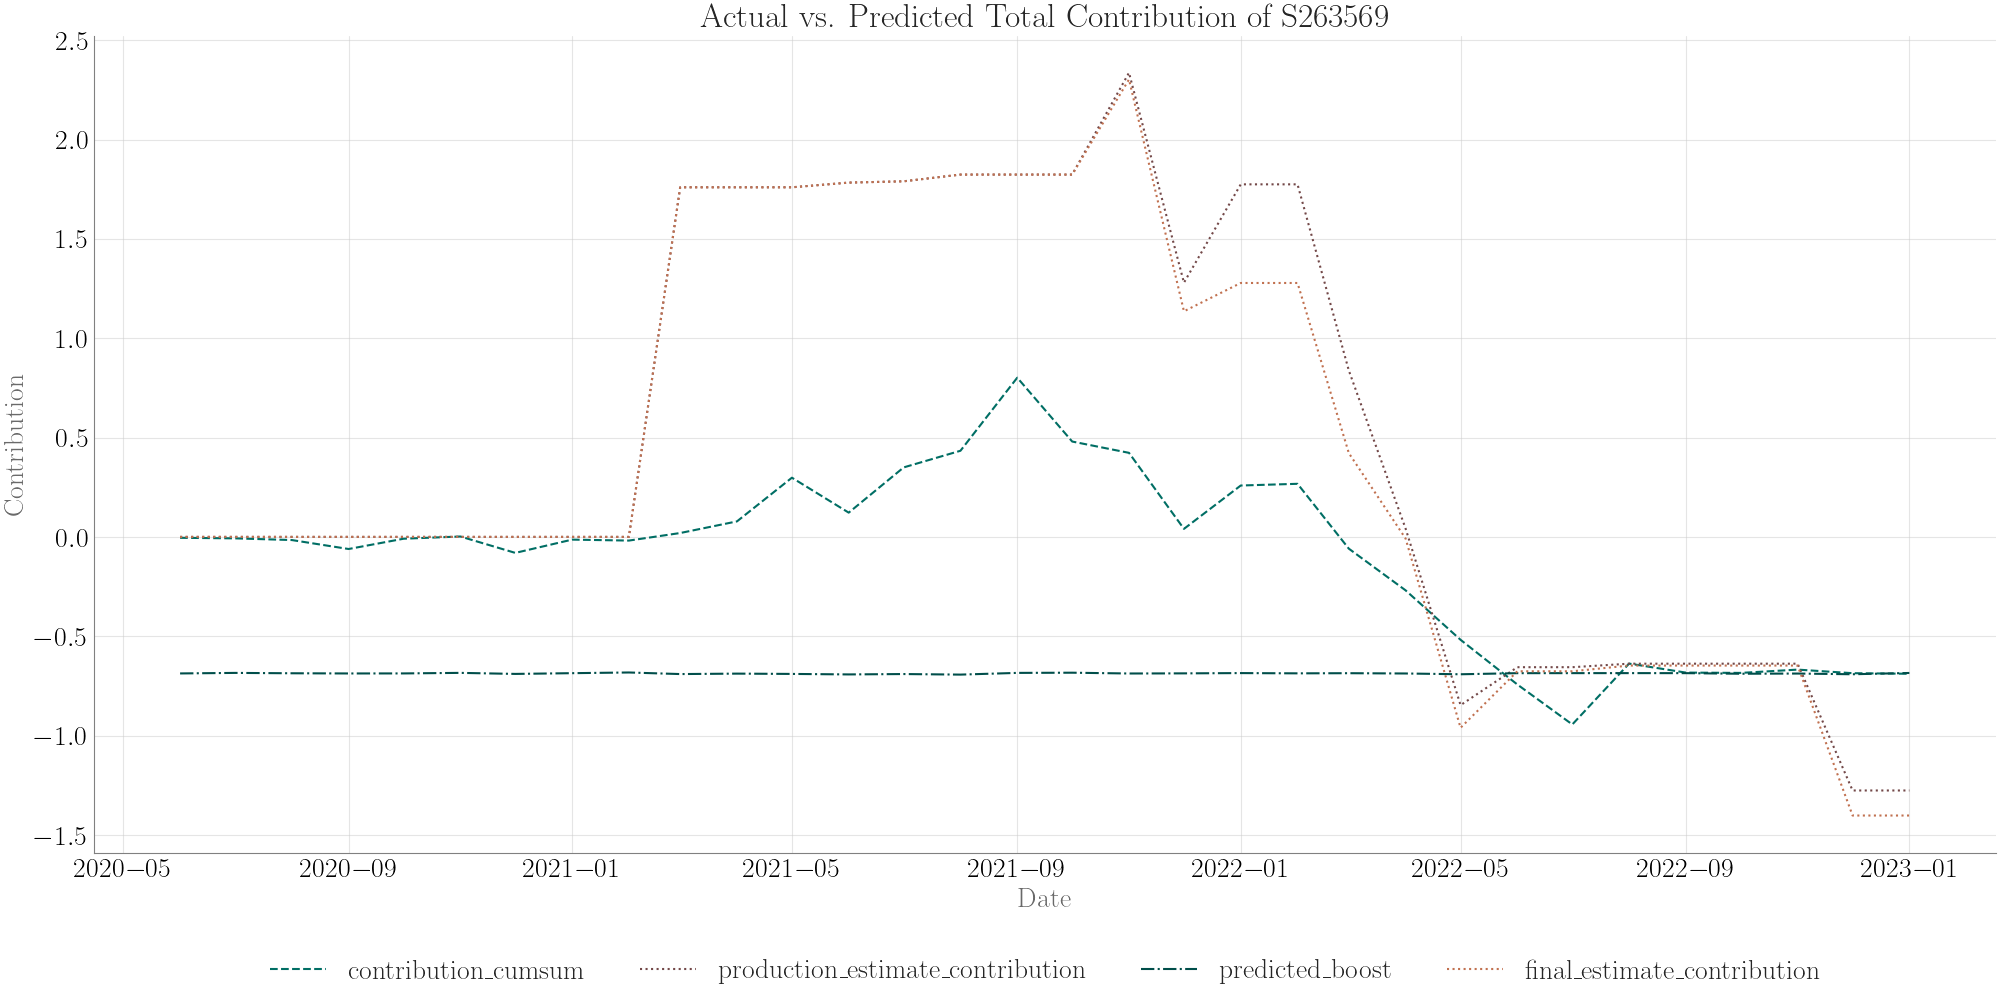 Actual vs. Predicted Total Contribution of S263569
2.5
2.0
1.5
1.0
0.5
0.0
−0.5
−1.0
−1.5
Contribution
2020−05 2020−09 2021−01 2021−05 2021−09 2022−01 2022−05 2022−09 2023−01
Date
contribution_cumsum production_estimate_contribution predicted_boost final_estimate_contribution